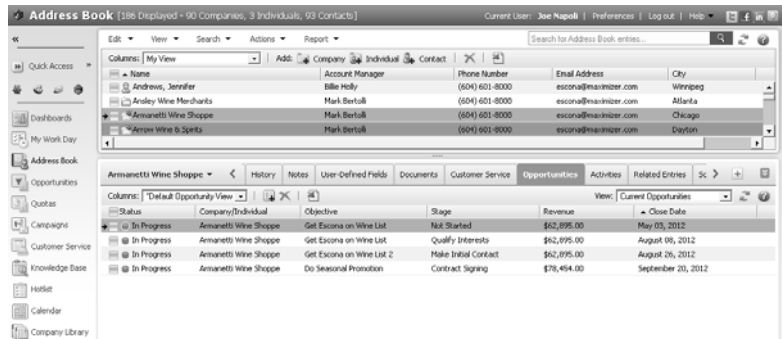 Address Book [186 Displayed - 90 Companies, 3 Individuals, 93 Contacts] Current User: Joe Napoli | Preferences | Log out | Help
Edit View Search Actions Report Search for Address Book entries...
Quick Access
Columns: My View Add: Company Individual Contact
Name Account Manager Phone Number Email Address City
Andrews, Jennifer Billie Holly (604) 601-8000 escona@maximizer.com Winnipeg
Ansley Wine Merchants Mark Bertoli (604) 601-8000 escona@maximizer.com Atlanta
Armanetti Wine Shoppe Mark Bertoli (604) 601-8000 escona@maximizer.com Chicago
Arrow Wine & Spirits Mark Bertoli (604) 601-8000 escona@maximizer.com Dayton
Dashboards
My Work Day
Address Book
Opportunities
Quotas
Campaigns
Customer Service
Knowledge Base
Hotlist
Calendar
Company Library
Armanetti Wine Shoppe History Notes User-Defined Fields Documents Customer Service Opportunities Activities Related Entries
Columns: "Default Opportunity View View: Current Opportunities
Status Company/Individual Objective Stage Revenue Close Date
In Progress Armanetti Wine Shoppe Get Escona on Wine List Not Started $62,895.00 May 03, 2012
In Progress Armanetti Wine Shoppe Get Escona on Wine List Qualify Interests $62,895.00 August 08, 2012
In Progress Armanetti Wine Shoppe Get Escona on Wine List 2 Make Initial Contact $62,895.00 August 26, 2012
In Progress Armanetti Wine Shoppe Do Seasonal Promotion Contract Signing $78,454.00 September 20, 2012